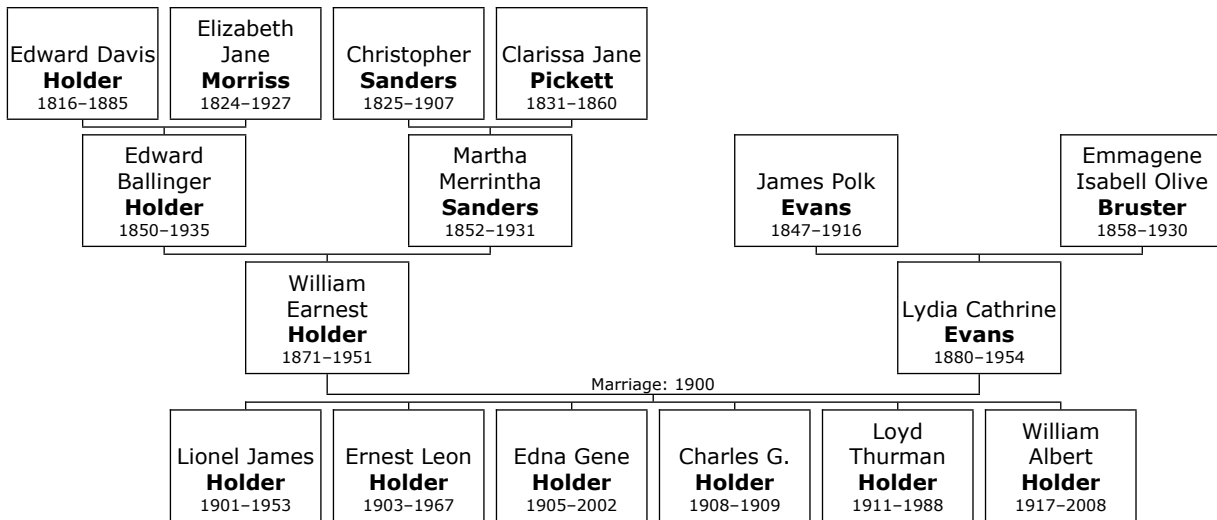 Edward Davis
Holder
1816–1885
Elizabeth
Jane
Morriss
1824–1927
Christopher
Sanders
1825–1907
Clarissa Jane
Pickett
1831–1860
Edward
Ballinger
Holder
1850–1935
Martha
Merrintha
Sanders
1852–1931
James Polk
Evans
1847–1916
Emmagene
Isabell Olive
Bruster
1858–1930
William
Earnest
Holder
1871–1951
Lydia Cathrine
Evans
1880–1954
Marriage: 1900
Lionel James
Holder
1901–1953
Ernest Leon
Holder
1903–1967
Edna Gene
Holder
1905–2002
Charles G.
Holder
1908–1909
Loyd
Thurman
Holder
1911–1988
William
Albert
Holder
1917–2008